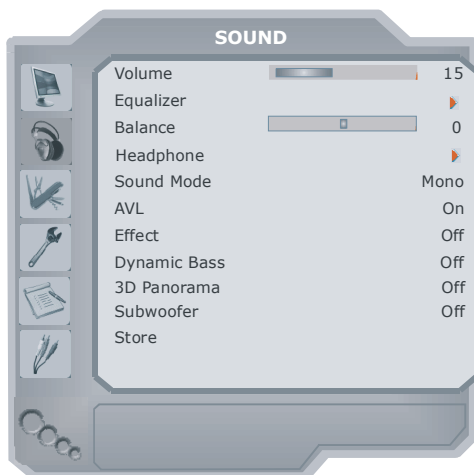 SOUND
Volume 15
Equalizer
Balance 0
Headphone
Sound Mode Mono
AVL On
Effect Off
Dynamic Bass Off
3D Panorama Off
Subwoofer Off
Store